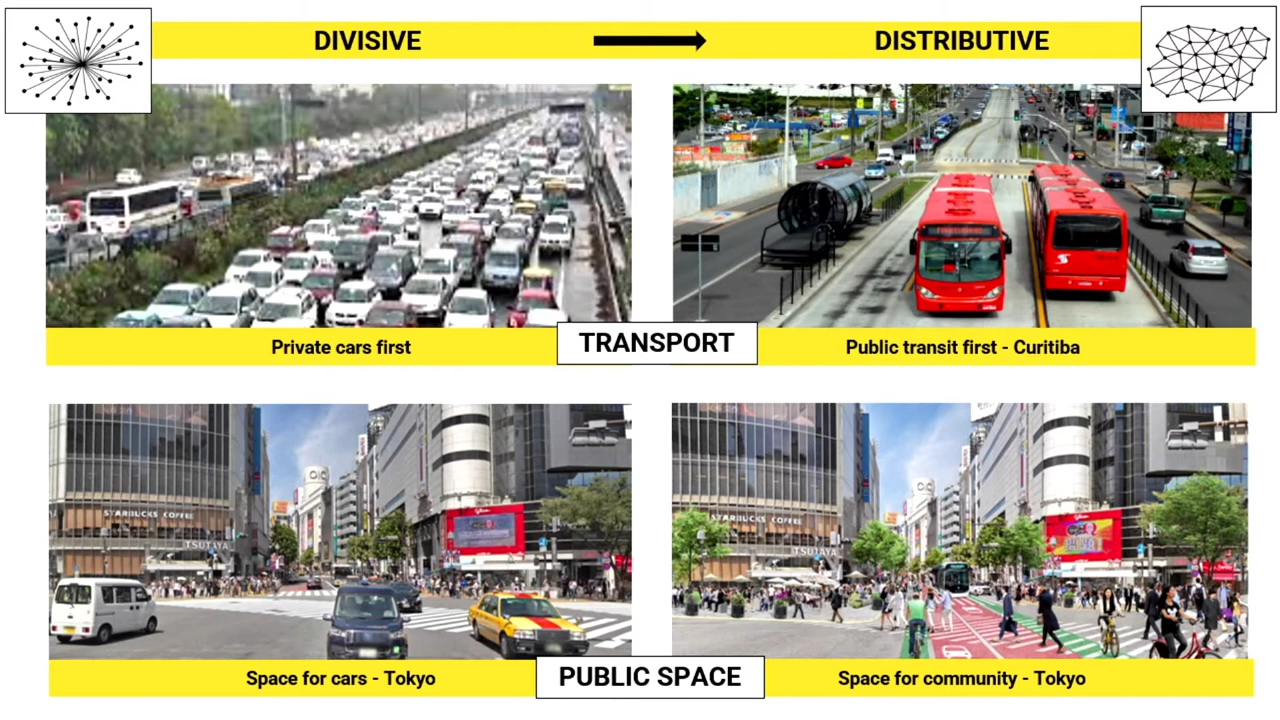 DIVISIVE
DISTRIBUTIVE
TRANSPORT
Private cars first
Public transit first - Curitiba
STARBUCKS COFFEE
TSUTAYA
STARBUCKS COFFEE
TSUTAYA
PUBLIC SPACE
Space for cars - Tokyo
Space for community - Tokyo